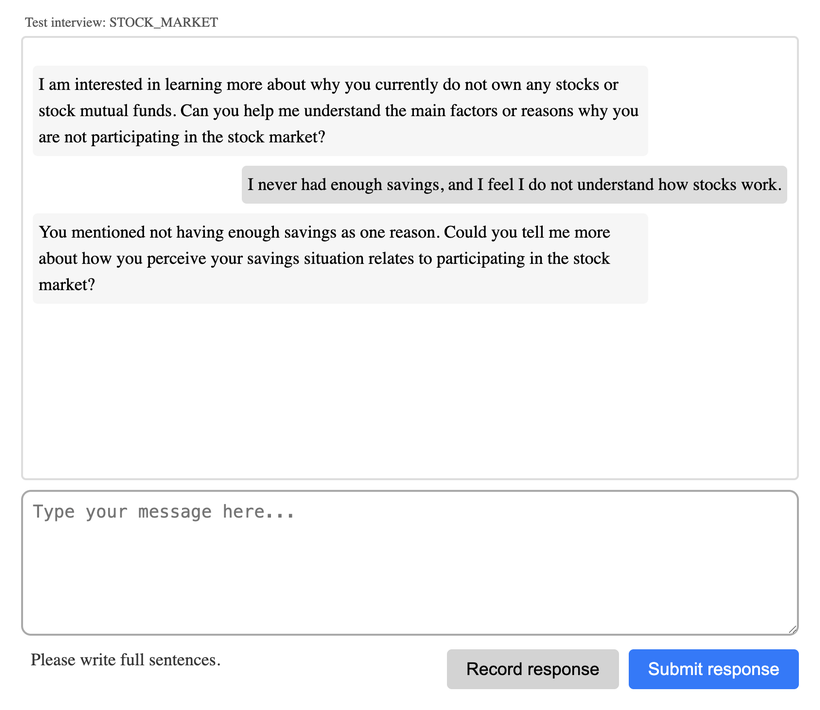 Test interview: STOCK_MARKET
I am interested in learning more about why you currently do not own any stocks or
stock mutual funds. Can you help me understand the main factors or reasons why you
are not participating in the stock market?
I never had enough savings, and I feel I do not understand how stocks work.
You mentioned not having enough savings as one reason. Could you tell me more
about how you perceive your savings situation relates to participating in the stock
market?
Type your message here...
Please write full sentences.
Record response
Submit response